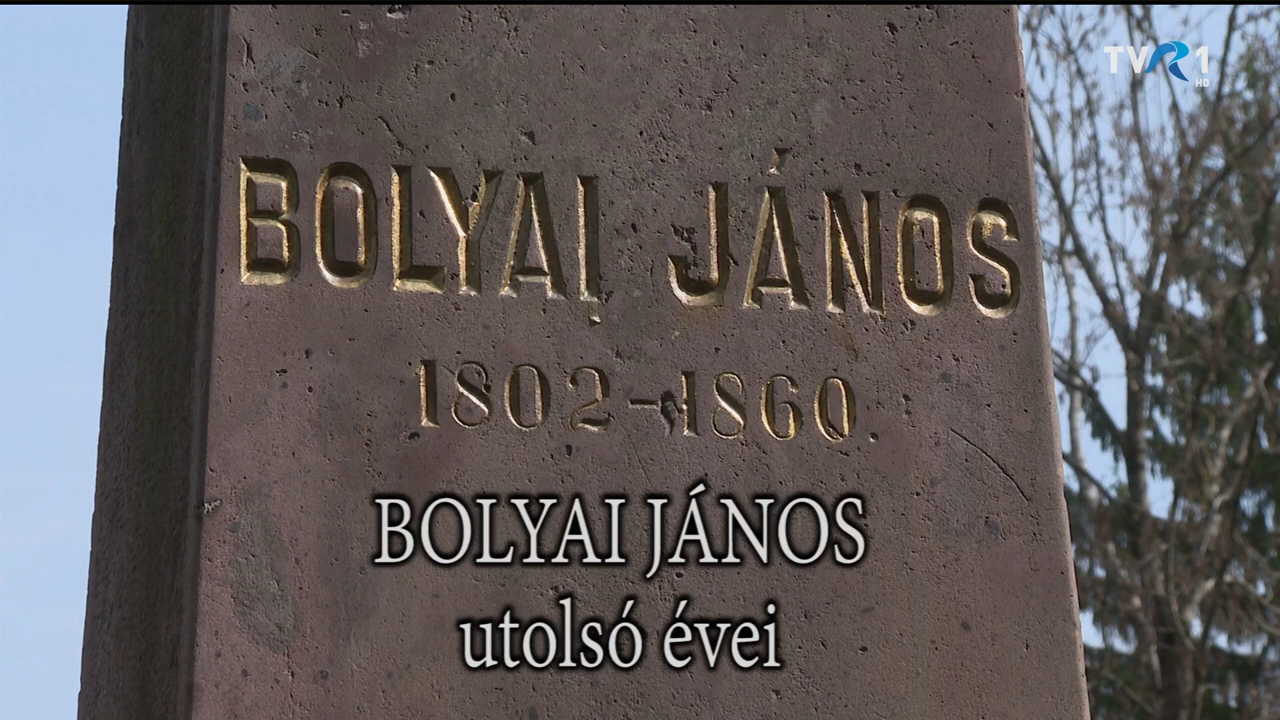 TVR1
HD
BOLYAI JÁNOS
1802-1860.
BOLYAI JÁNOS
utolsó évei